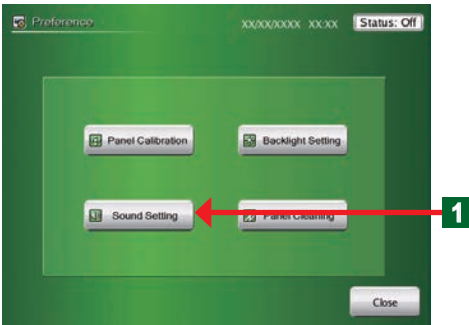 Preference XX/XX/XXXX XX:XX Status: Off
Panel Calibration Backlight Setting
Sound Setting Panel Cleaning
1
Close